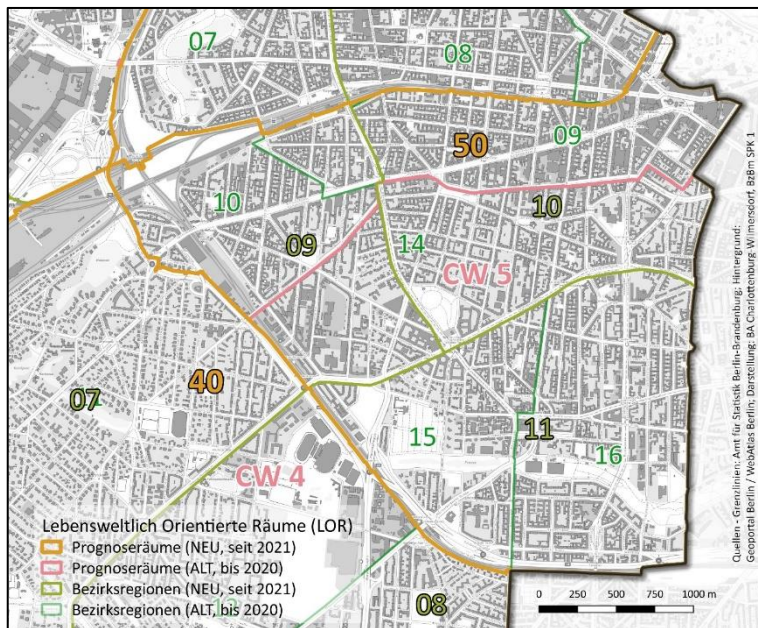 07
08
09
50
10
10
09
14
CW 5
40
07
11
15
16
CW 4
Lebensweltlich Orientierte Räume (LOR)
Prognoseräume (NEU, seit 2021)
Prognoseräume (ALT, bis 2020)
Bezirksregionen (NEU, seit 2021)
Bezirksregionen (ALT, bis 2020)
08
0 250 500 750 1000 m
Quellen - Grenzlinien: Amt für Statistik Berlin-Brandenburg; Hintergrund:
Geoportal Berlin / WebAtlas Berlin; Darstellung: BA Charlottenburg-Wilmersdorf, BzBm SPK 1